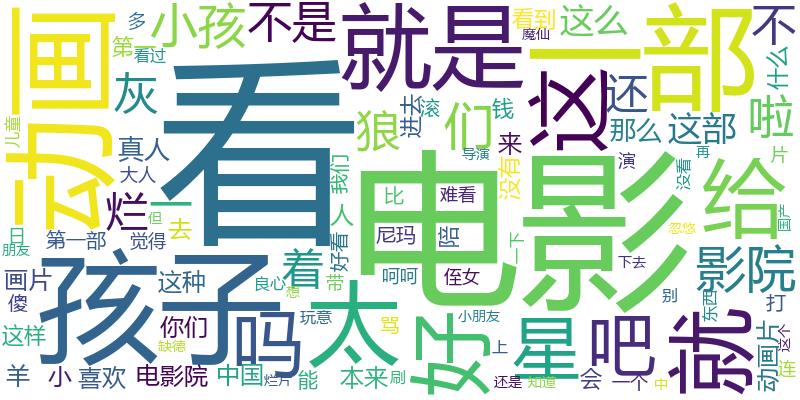 看
电影
孩子
动画
一部
就是
这
就
太
好
给
星
吧
吗
不是
小孩
灰
狼
们
还
不
啦
影院
着
烂
一
这么
看到
魔仙
多
第一
看过
什么
那么
这部
来
钱
滚
进去
没有
演
没看
再
片
导演
儿童
真人
大人
我们
人
去
但
日
朋友
第一部
觉得
画片
傻
这样
这种
你们
缺德
羊
小
喜欢
电影院
中国
烂片
能
本来
刷
玩意
骂
带
想
良心
好看
比
难看
尼玛
陪
呵呵
侄女
一下
小朋友
上
还是
知道
会
一个
中
别
东西
下去
忽悠
国产
打
动画片
这个
连